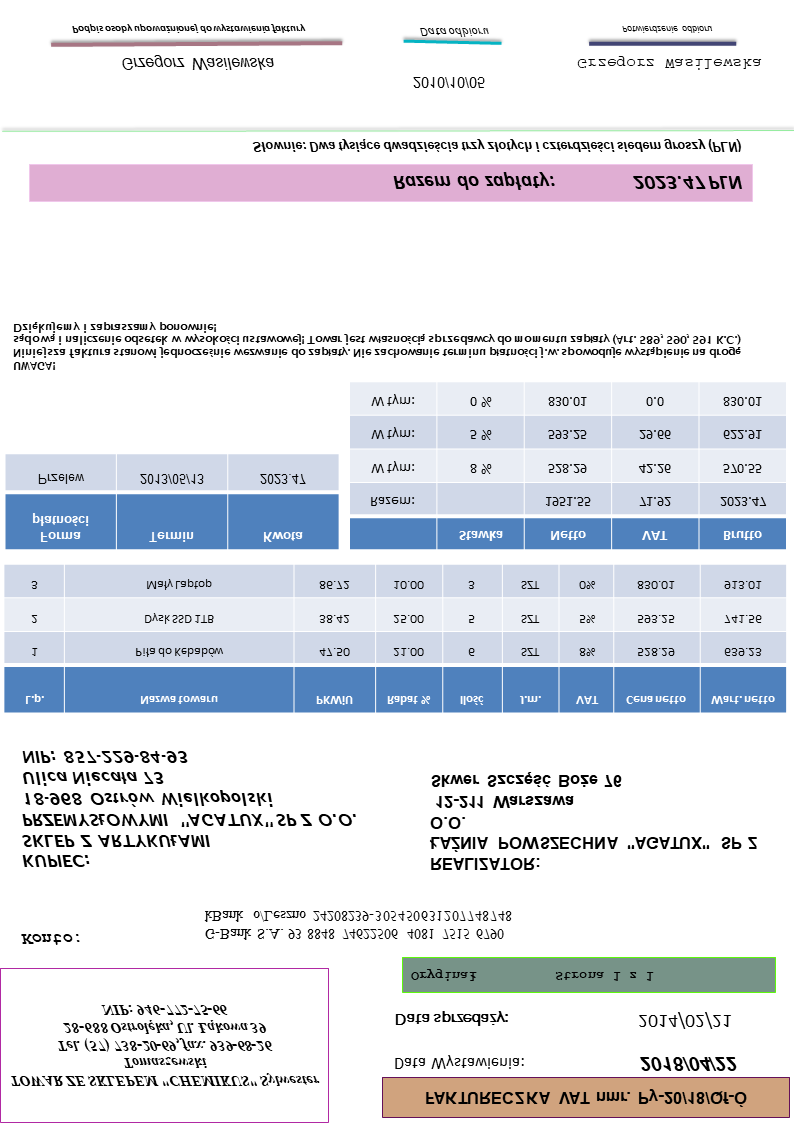 FAKTURECZKA VAT nmr. Py-20/18/Qf-Ó
TOWAR ZE SKLEPEM "CHEMIKUS" Sylwester
Tomaszewski
Tel. (57) 738-20-69, fax. 939-68-26
28-688 Ostrołęka, Ul. Łąkowa 39
NIP: 946-772-75-66
Data Wystawienia: 2018/04/22
Data sprzedaży: 2014/02/21
Oryginał Strona 1 z 1
Konto:
G-Bank S.A. 93 8848 74622506 4081 7515 6790
kBank o/Leszno 24208239-305450631207748748
KUPIEC:
SKLEP Z ARTYKUŁAMI
PRZEMYSŁOWYMI "AGATUX" SP Z O.O.
18-968 Ostrów Wielkopolski
Ulica Niecała 73
NIP: 857-229-84-93
REALIZATOR:
ŁAŹNIA POWSZECHNA "AGATUX" SP Z
O.O.
12-211 Warszawa
Skwer Szczęść Boże 76
L.p. Nazwa towaru PKWiU Rabat % Ilość J.m. VAT Cena netto Wart. netto
1 Pita do Kebabów 47.50 21.00 6 SZT 8% 528.29 639.23
2 Dysk SSD 1TB 38.42 25.00 5 SZT 5% 593.25 741.56
3 Mały Laptop 86.72 10.00 3 SZT 0% 830.01 913.01
Forma płatności Termin Kwota
Przelew 2013/05/13 2023.47
Stawka Netto VAT Brutto
Razem: 1951.55 71.92 2023.47
W tym: 8 % 528.29 42.26 570.55
W tym: 5 % 593.25 29.66 622.91
W tym: 0 % 830.01 0.0 830.01
UWAGA!
Niniejsza faktura stanowi jednocześnie wezwanie do zapłaty. Nie zachowanie terminu płatności j.w. spowoduje wystąpienie na drogę
sądową i naliczenie odsetek w wysokości ustawowej! Towar jest własnością sprzedawcy do momentu zapłaty (Art. 589, 590, 591 K.C.)
Dziękujemy i zapraszamy ponownie!
Razem do zapłaty: 2023.47 PLN
Słownie: Dwa tysiące dwadzieścia trzy złotych i czterdzieści siedem groszy (PLN)
2010/10/05
Grzegorz Wasilewska Grzegorz Wasilewska
Podpis osoby upoważnionej do wystawienia faktury Data odbioru Potwierdzenie odbioru